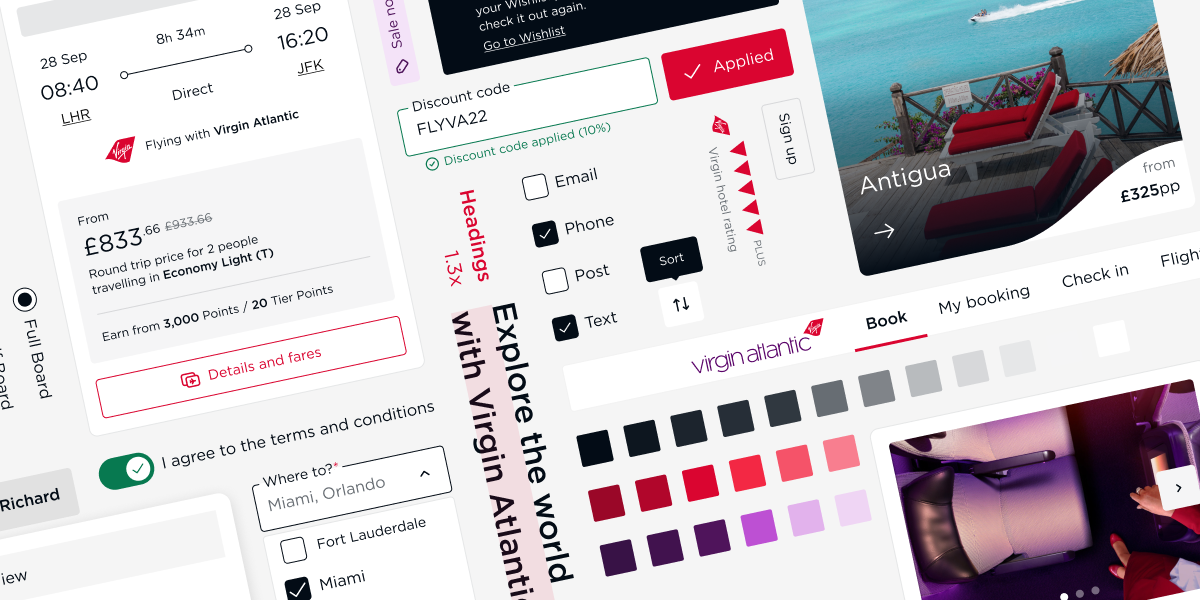 28 Sep
08:40
LHR
8h 34m
Direct
28 Sep
16:20
JFK
Virgin
Flying with Virgin Atlantic
From
£833.66 £933.66
Round trip price for 2 people
travelling in Economy Light (T)
Earn from 3,000 Points / 20 Tier Points
Details and fares
Full Board
Board
I agree to the terms and conditions
Richard
iew
Where to?*
Miami, Orlando
Fort Lauderdale
Miami
Sale
your Wishlist
check it out again.
Go to Wishlist
Discount code
FLYVA22
Discount code applied (10%)
Applied
Email
Phone
Post
Text
Headings
1.3x
Explore the world
with Virgin Atlantic
Sort
Virgin
Virgin hotel rating
PLUS
Sign up
Antigua
from
£325pp
virgin atlantic
Virgin
Book
My booking
Check in
Fligh